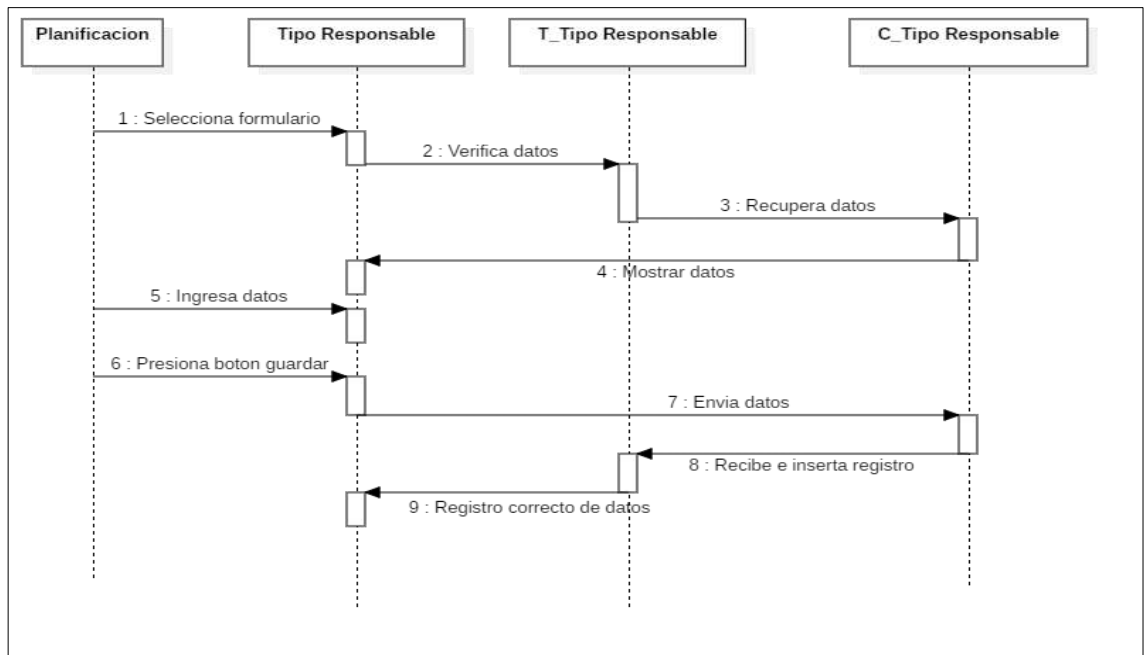 Planificacion
Tipo Responsable
T_Tipo Responsable
C_Tipo Responsable
1 : Selecciona formulario
2 : Verifica datos
3 : Recupera datos
4 : Mostrar datos
5 : Ingresa datos
6 : Presiona boton guardar
7 : Envia datos
8 : Recibe e inserta registro
9 : Registro correcto de datos